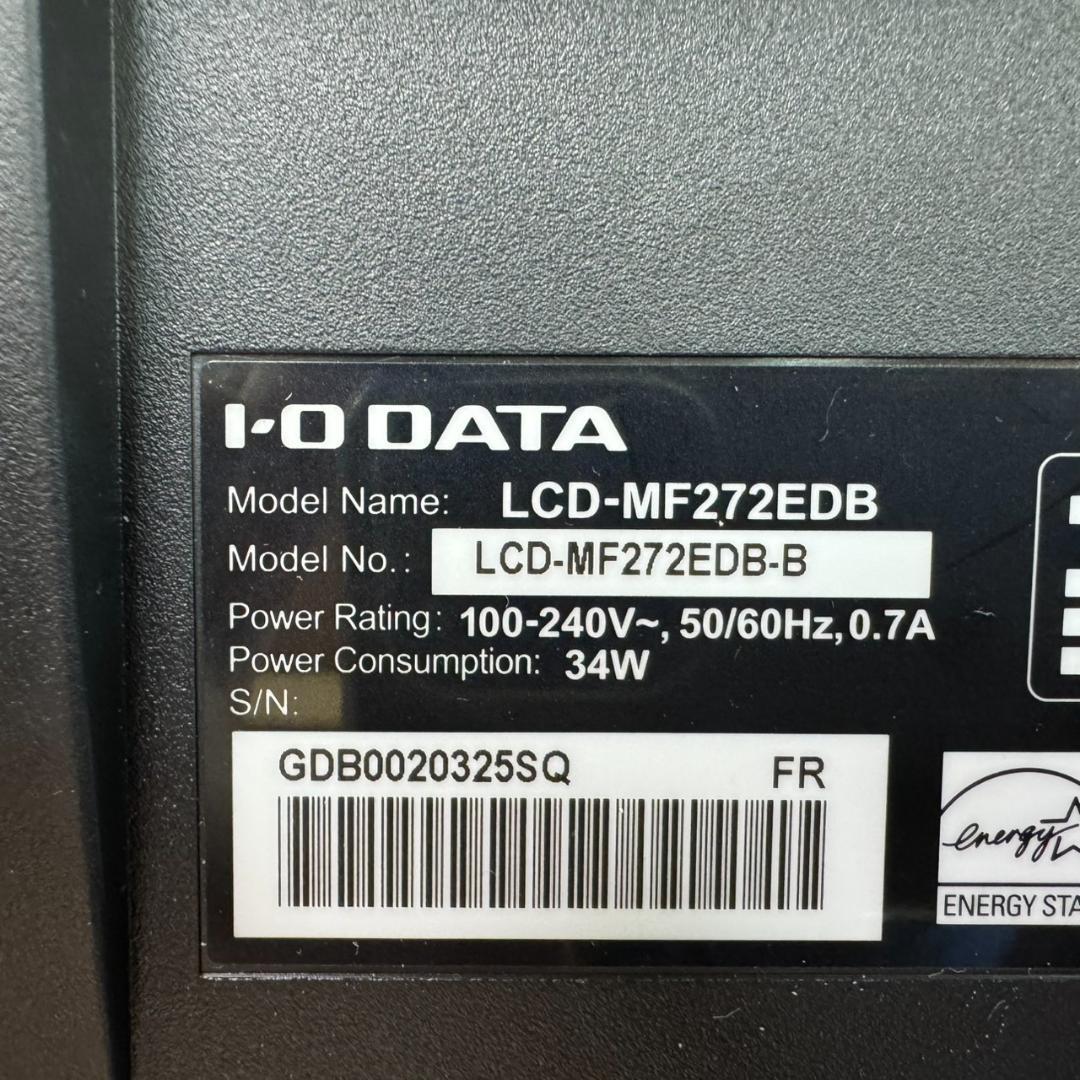 I-O DATA
Model Name: LCD-MF272EDB
Model No.: LCD-MF272EDB-B
Power Rating: 100-240V~, 50/60Hz, 0.7A
Power Consumption: 34W
S/N:
GDB0020325SQ FR
energy
ENERGY STA